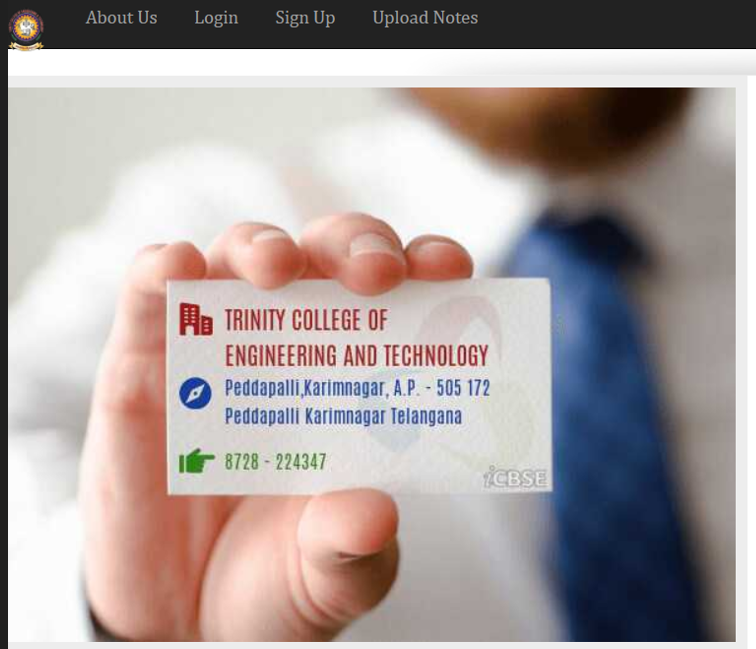 About Us Login Sign Up Upload Notes
TRINITY COLLEGE OF
ENGINEERING AND TECHNOLOGY
Peddapalli,Karimnagar, A.P. - 505 172
Peddapalli Karimnagar Telangana
8728 - 224347
iCBSE